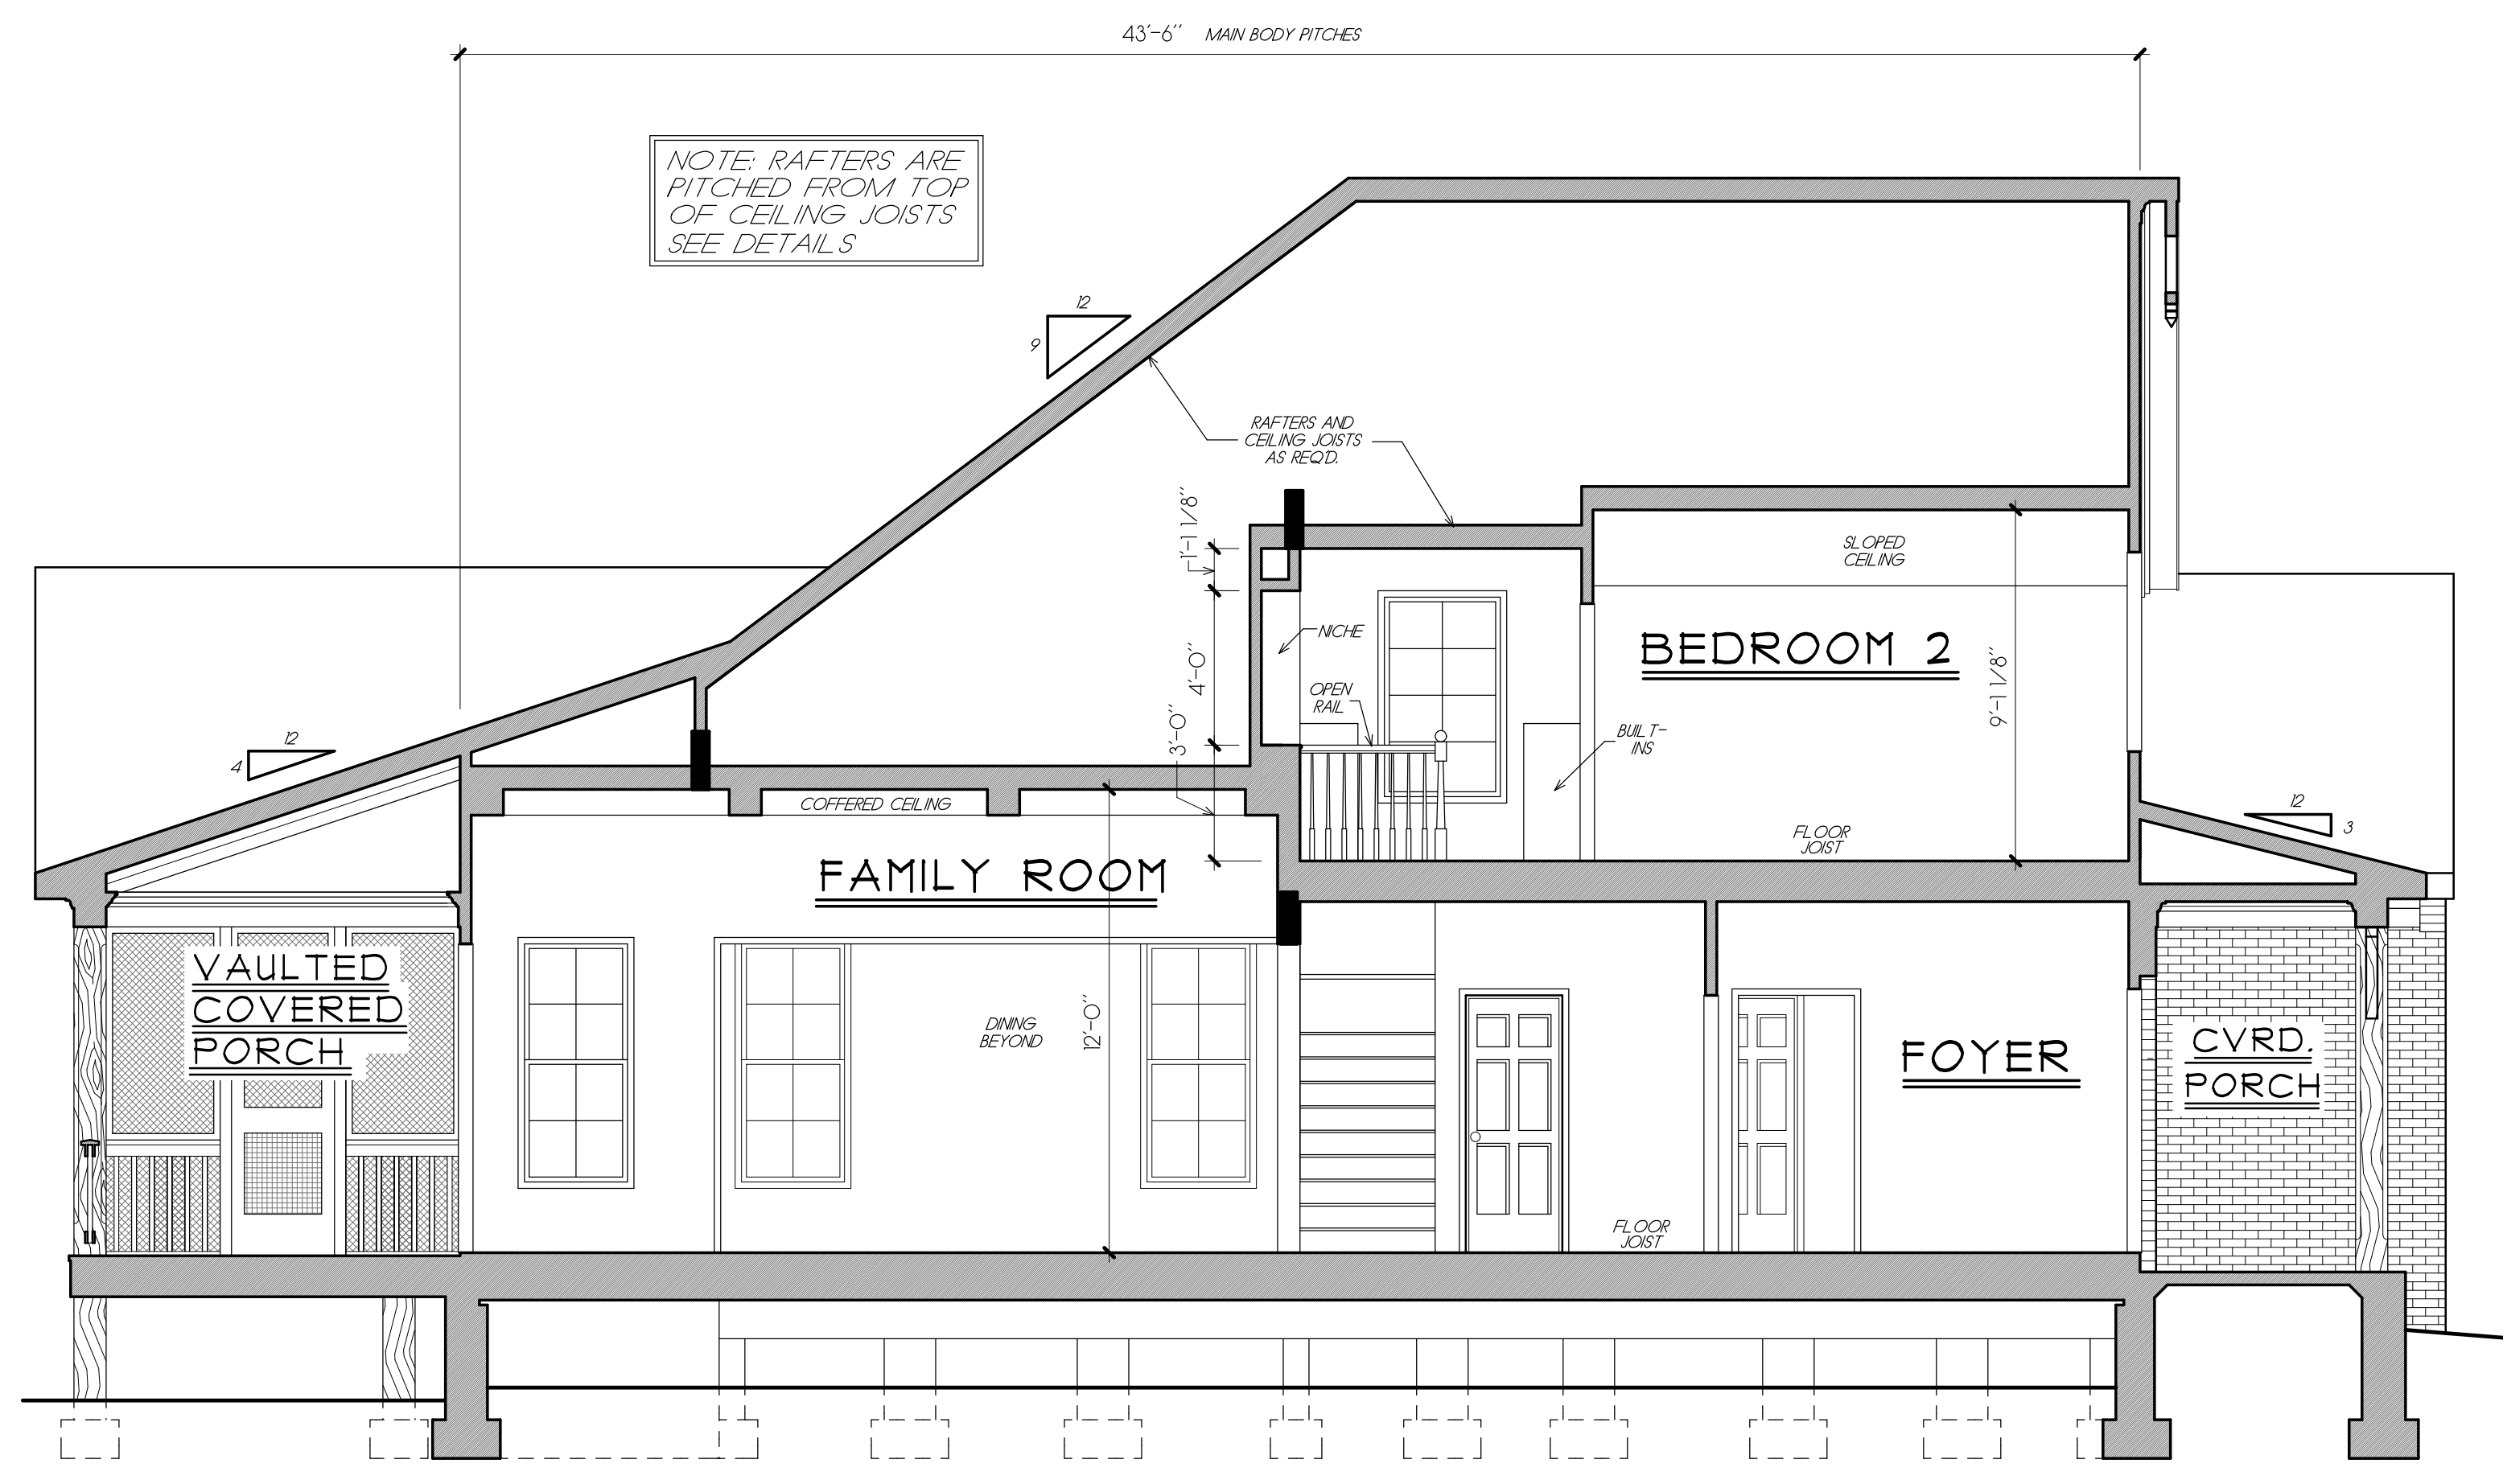 43'-6" MAIN BODY PITCHES
NOTE: RAFTERS ARE
PITCHED FROM TOP
OF CEILING JOISTS
SEE DETAILS
12
9
RAFTERS AND
CEILING JOISTS
AS REQ'D.
1'-1 1/8"
SLOPED
CEILING
NICHE
BEDROOM 2
4'-0"
9'-1 1/8"
OPEN
RAIL
3'-0"
BUILT-
INS
12
4
COFFERED CEILING
12
3
FLOOR
JOIST
FAMILY ROOM
VAULTED
COVERED
PORCH
DINING
BEYOND
12'-0"
FOYER
CVRD.
PORCH
FLOOR
JOIST